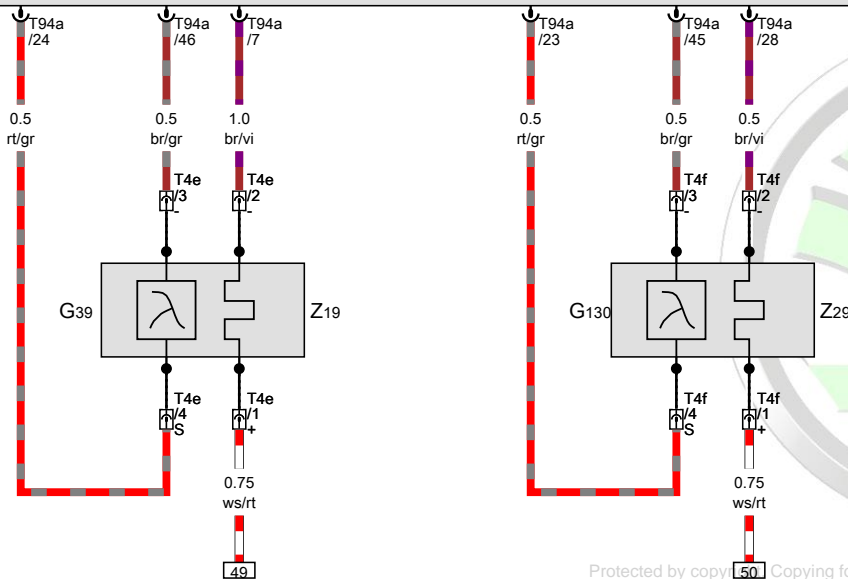 T94a
/24
T94a
/46
T94a
/7
T94a
/23
T94a
/45
T94a
/28
0.5
rt/gr
0.5
br/gr
1.0
br/vi
0.5
rt/gr
0.5
br/gr
0.5
br/vi
T4e
/3
-
T4e
/2
-
T4f
/3
-
T4f
/2
-
G39
Z19
G130
Z29
T4e
/4
S
T4e
/1
+
T4f
/4
S
T4f
/1
+
0.75
ws/rt
0.75
ws/rt
49
50
Protected by copyright. Copying fo